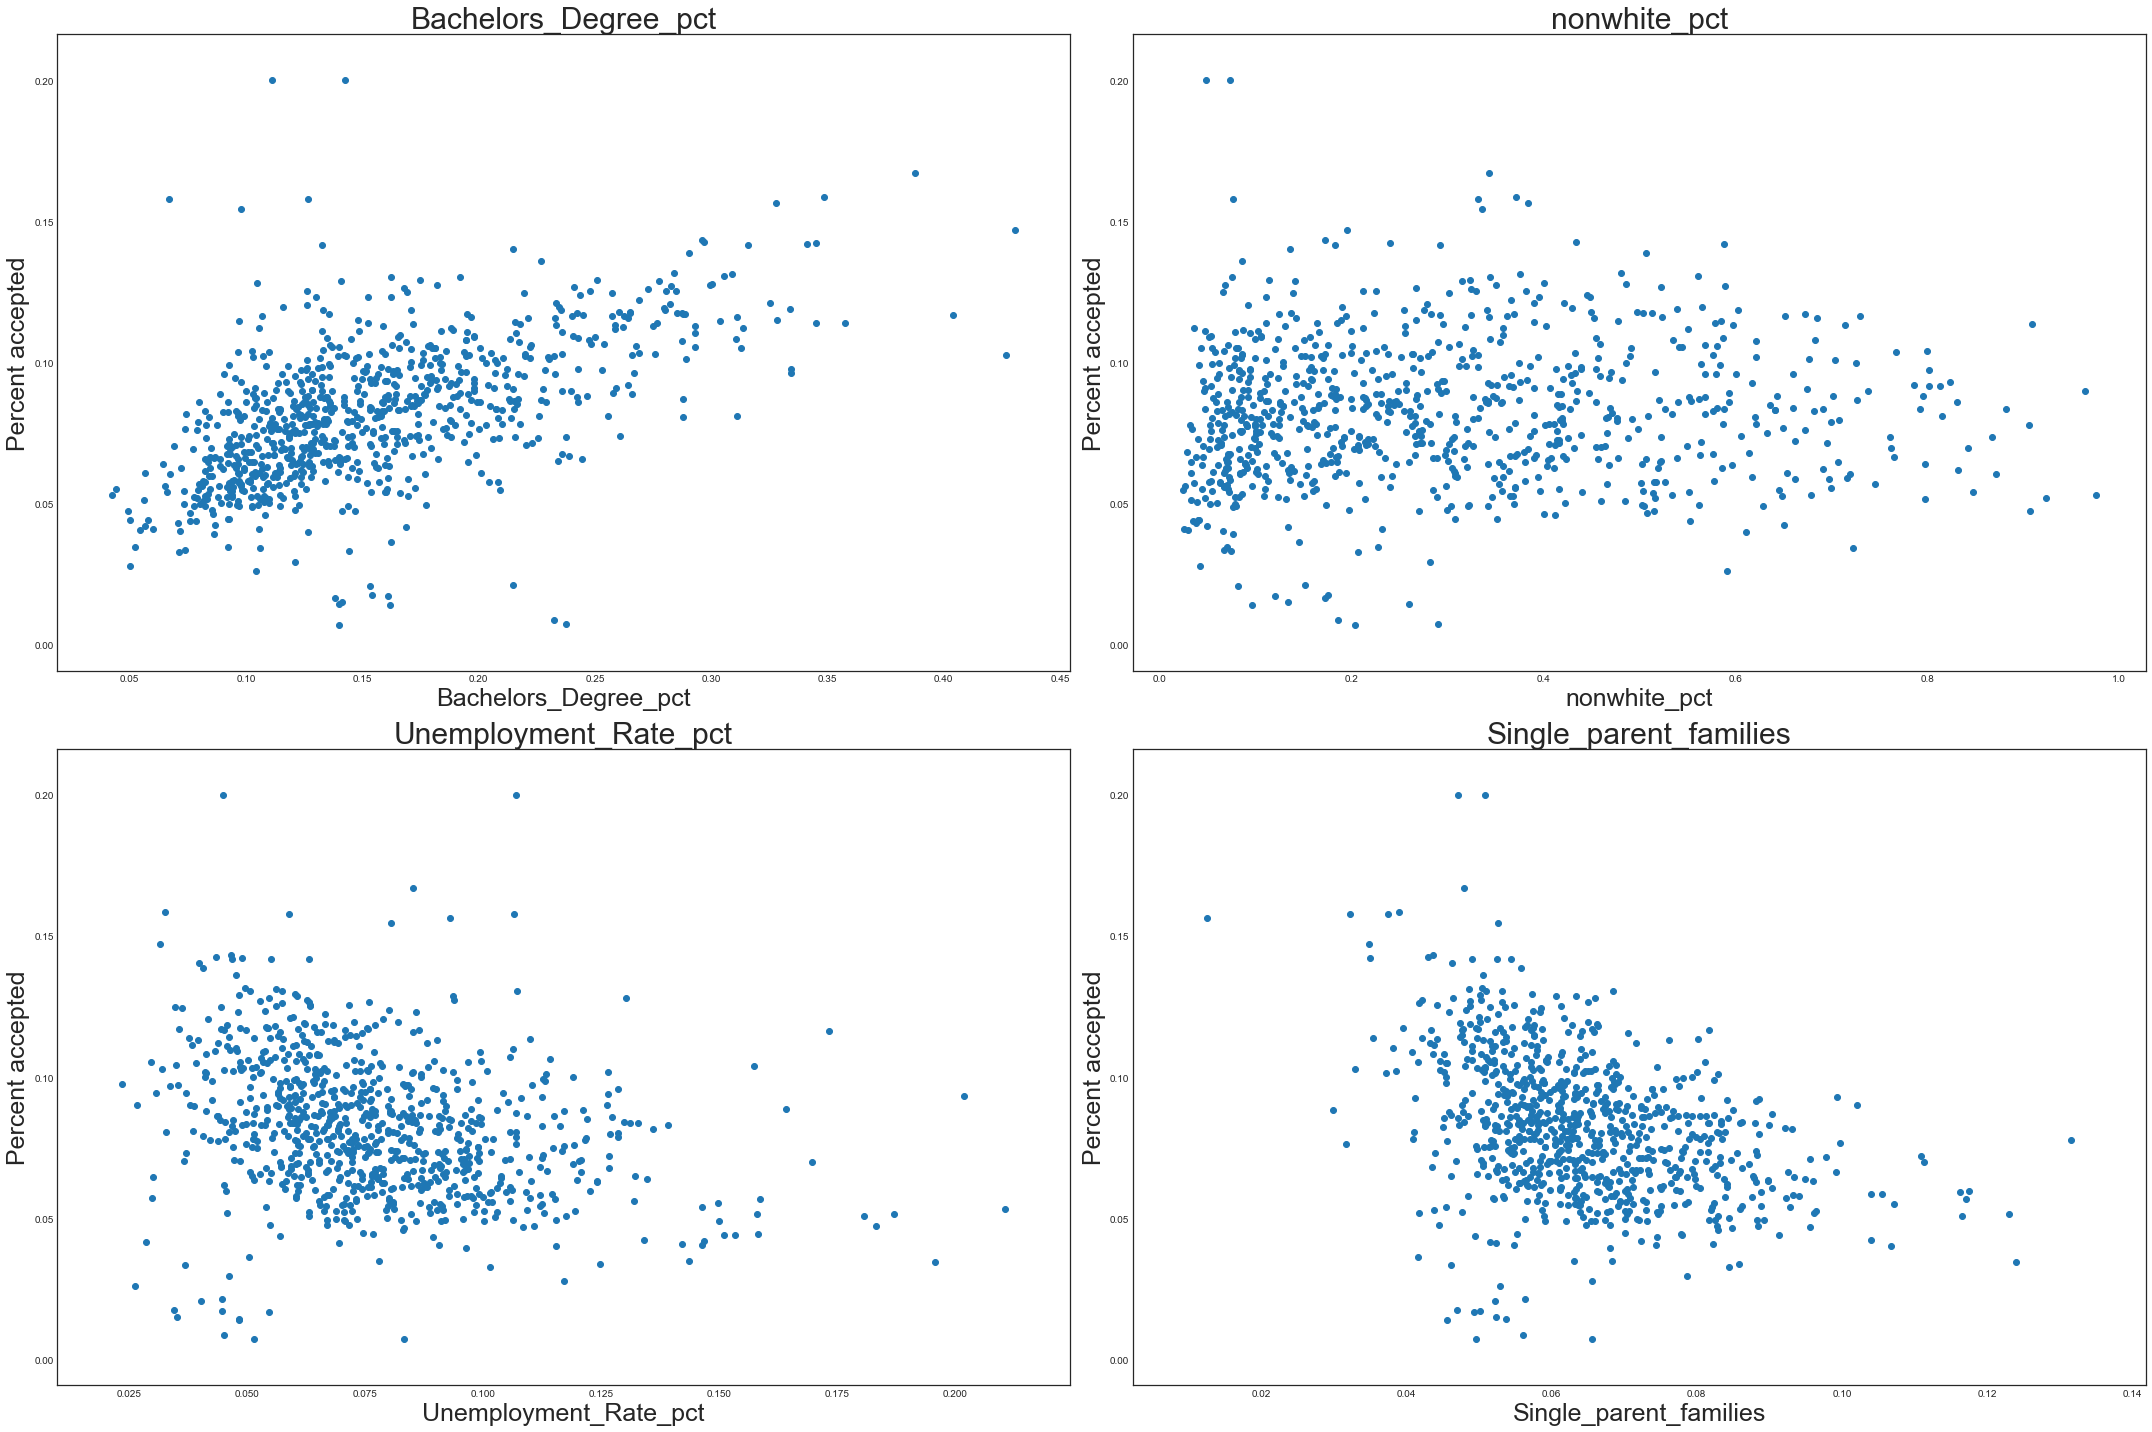 Bachelors_Degree_pct
Percent accepted
0.20
0.15
0.10
0.05
0.00
0.05 0.10 0.15 0.20 0.25 0.30 0.35 0.40 0.45
Bachelors_Degree_pct
nonwhite_pct
Percent accepted
0.20
0.15
0.10
0.05
0.00
0.0 0.2 0.4 0.6 0.8 1.0
nonwhite_pct
Unemployment_Rate_pct
Percent accepted
0.20
0.15
0.10
0.05
0.00
0.025 0.050 0.075 0.100 0.125 0.150 0.175 0.200
Unemployment_Rate_pct
Single_parent_families
Percent accepted
0.20
0.15
0.10
0.05
0.00
0.02 0.04 0.06 0.08 0.10 0.12 0.14
Single_parent_families